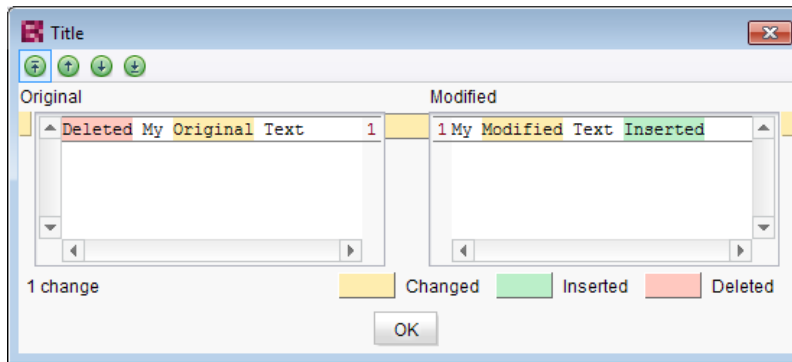 Title
Original
Modified
Deleted My Original Text 1
1 My Modified Text Inserted
1 change
Changed
Inserted
Deleted
OK